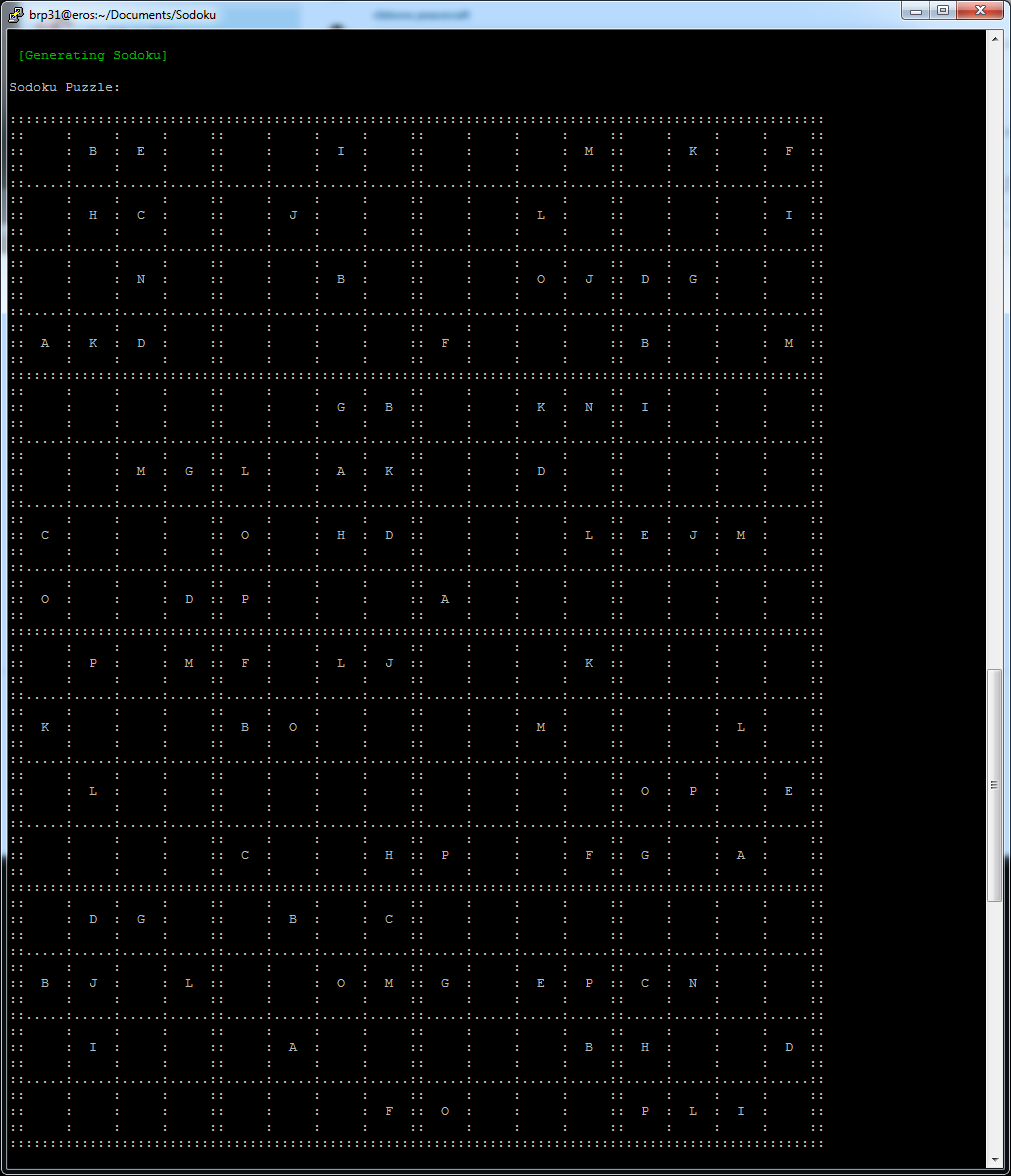 brp31@eros:~/Documents/Sodoku
[Generating Sodoku]
Sodoku Puzzle:
B E I M K F
H C J L I
N B O J D G
A K D F B M
G B K N I
M G L A K D
C O H D L E J M
O D P A
P M F L J K
K B O M L
L O P E
C H P F G A
D G B C
B J L O M G E P C N
I A B H D
F O P L I